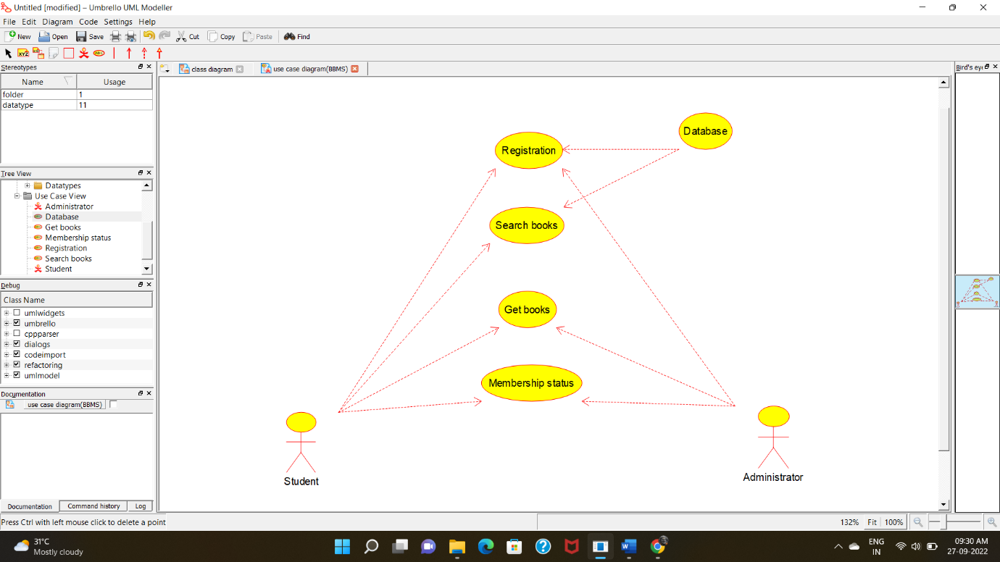 Untitled [modified] – Umbrello UML Modeller
File Edit Diagram Code Settings Help
New Open Save Cut Copy Paste Find
XYZ ABC
Stereotypes
Name Usage
folder 1
datatype 11
Tree View
Datatypes
Use Case View
Administrator
Database
Get books
Membership status
Registration
Search books
Student
Debug
Class Name
umlwidgets
umbrello
cppparser
dialogs
codeimport
refactoring
umlmodel
Documentation
use case diagram(BBMS)
Documentation Command history Log
class diagram use case diagram(BBMS)
Database
Registration
Search books
Get books
Membership status
Student
Administrator
Bird's eye
Press Ctrl with left mouse click to delete a point
132% Fit 100%
31°C
Mostly cloudy
ENG
IN
09:30 AM
27-09-2022